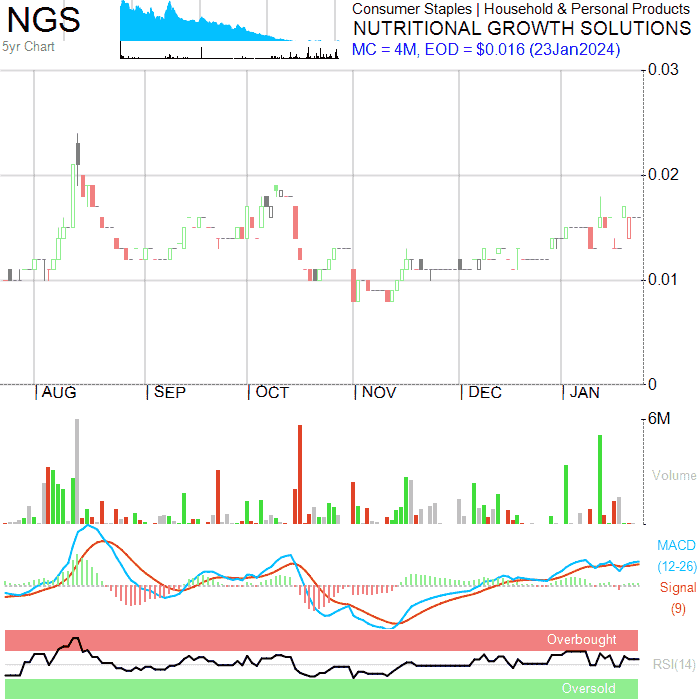 NGS
5yr Chart
Consumer Staples | Household & Personal Products
NUTRITIONAL GROWTH SOLUTIONS
MC = 4M, EOD = $0.016 (23Jan2024)
0.03
0.02
0.01
0
AUG SEP OCT NOV DEC JAN
6M
Volume
MACD
(12-26)
Signal
(9)
Overbought
RSI(14)
Oversold